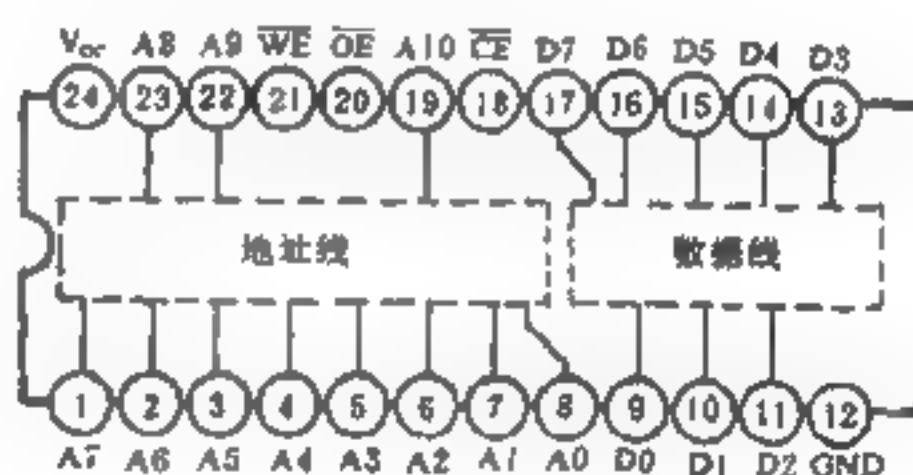 Vcc A8 A9 WE OE A10 CE D7 D6 D5 D4 D3
24 23 22 21 20 19 18 17 16 15 14 13
地址线 数据线
1 2 3 4 5 6 7 8 9 10 11 12
A7 A6 A5 A4 A3 A2 A1 A0 D0 D1 D2 GND